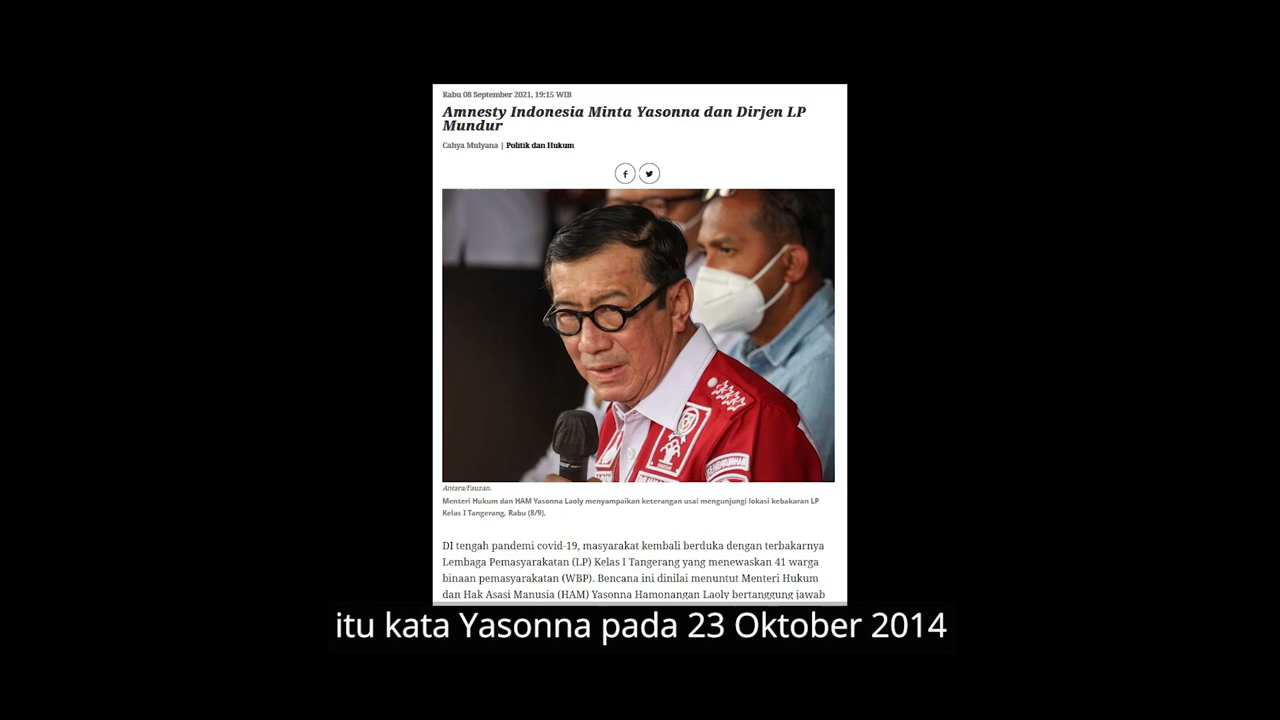 Rabu 08 September 2021, 19:15 WIB
Amnesty Indonesia Minta Yasonna dan Dirjen LP
Mundur
Cahya Mulyana | Politik dan Hukum
Antara/Fauzan.
Menteri Hukum dan HAM Yasonna Laoly menyampaikan keterangan usai mengunjungi lokasi kebakaran LP
Kelas I Tangerang, Rabu (8/9).
DI tengah pandemi covid-19, masyarakat kembali berduka dengan terbakarnya
Lembaga Pemasyarakatan (LP) Kelas I Tangerang yang menewaskan 41 warga
binaan pemasyarakatan (WBP). Bencana ini dinilai menuntut Menteri Hukum
dan Hak Asasi Manusia (HAM) Yasonna Hamonangan Laoly bertanggung jawab
itu kata Yasonna pada 23 Oktober 2014